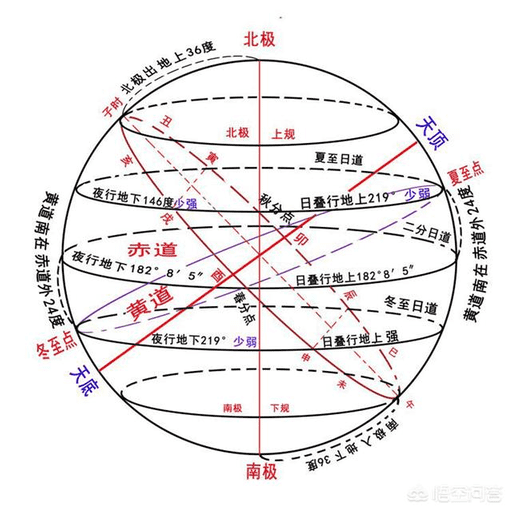 北极
北极出地上36度
子时
丑
北极 上规
天顶
亥
寅
夏至日道
夏至点
夜行地下146度少强
秋分点
日叠行地上219°少弱
戌
黄道南在赤道外24度
二分日道
赤道
卯
夜行地下182°8′5″
酉
日叠行地上182°8′5″
黄道南在赤道外24度
黄道
春分点
辰
冬至日道
冬至点
夜行地下219°少弱
日叠行地上强
天底
申
未
巳
午
南极 下规
南极入地下36度
南极
悟空问答